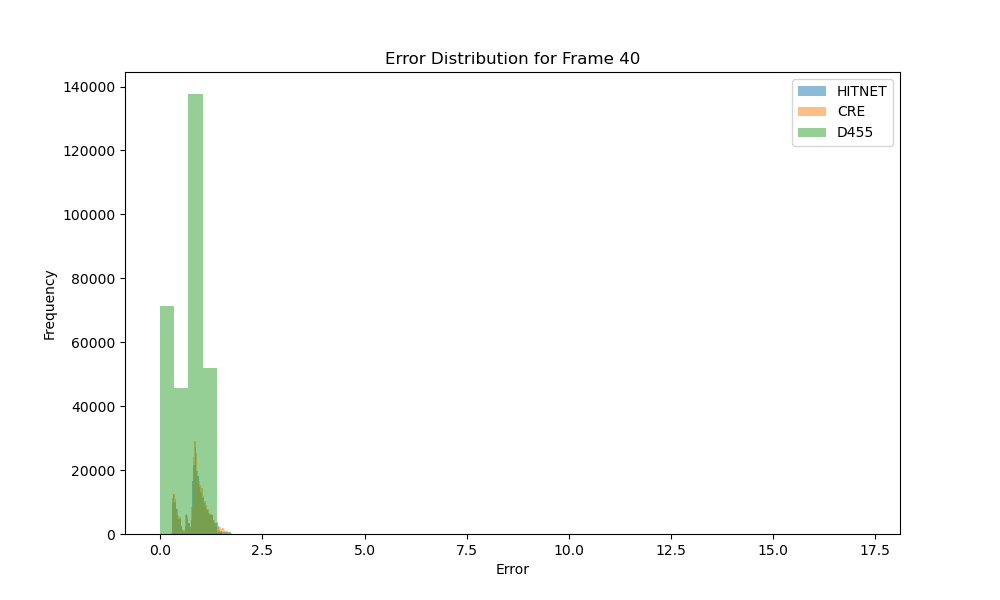 Error Distribution for Frame 40
140000
120000
100000
80000
60000
40000
20000
0
Frequency
0.0 2.5 5.0 7.5 10.0 12.5 15.0 17.5
Error
HITNET
CRE
D455